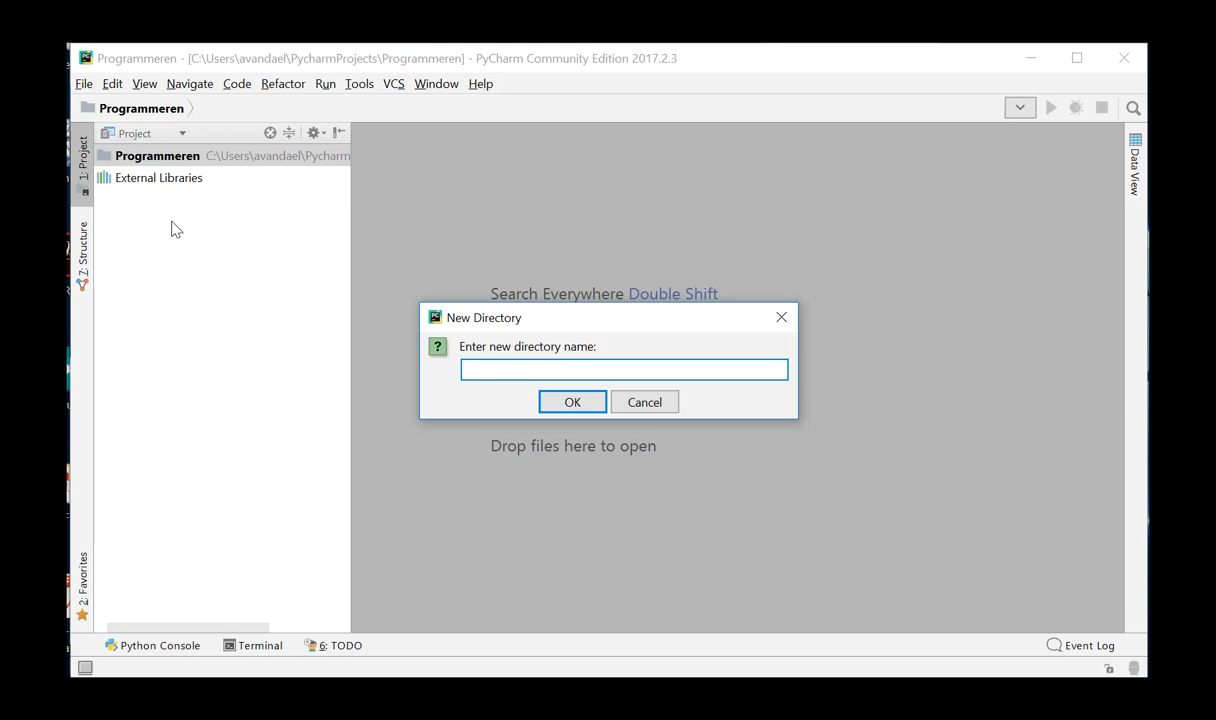 Programmeren - [C:\Users\avandael\PycharmProjects\Programmeren] - PyCharm Community Edition 2017.2.3
File Edit View Navigate Code Refactor Run Tools VCS Window Help
Programmeren
Project
1: Project
Programmeren C:\Users\avandael\Pycharm
External Libraries
7: Structure
2: Favorites
Data View
Search Everywhere Double Shift
New Directory
Enter new directory name:
OK Cancel
Drop files here to open
Python Console Terminal 6: TODO Event Log